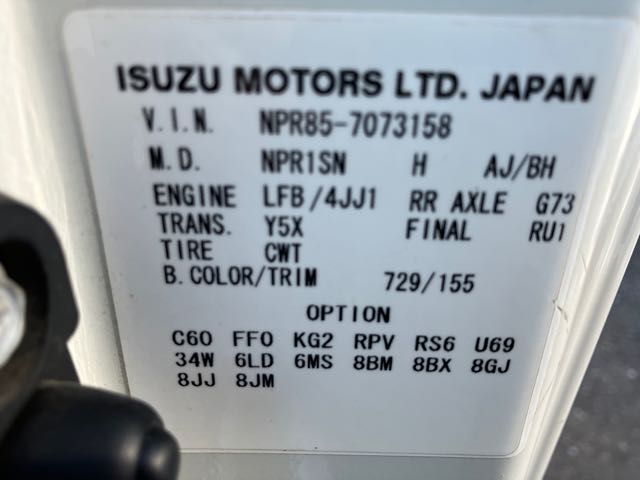 ISUZU MOTORS LTD. JAPAN
V.I.N. NPR85-7073158
M.D. NPR1SN H AJ/BH
ENGINE LFB/4JJ1 RR AXLE G73
TRANS. Y5X FINAL RU1
TIRE CWT
B.COLOR/TRIM 729/155
OPTION
C60 FF0 KG2 RPV RS6 U69
34W 6LD 6MS 8BM 8BX 8GJ
8JJ 8JM